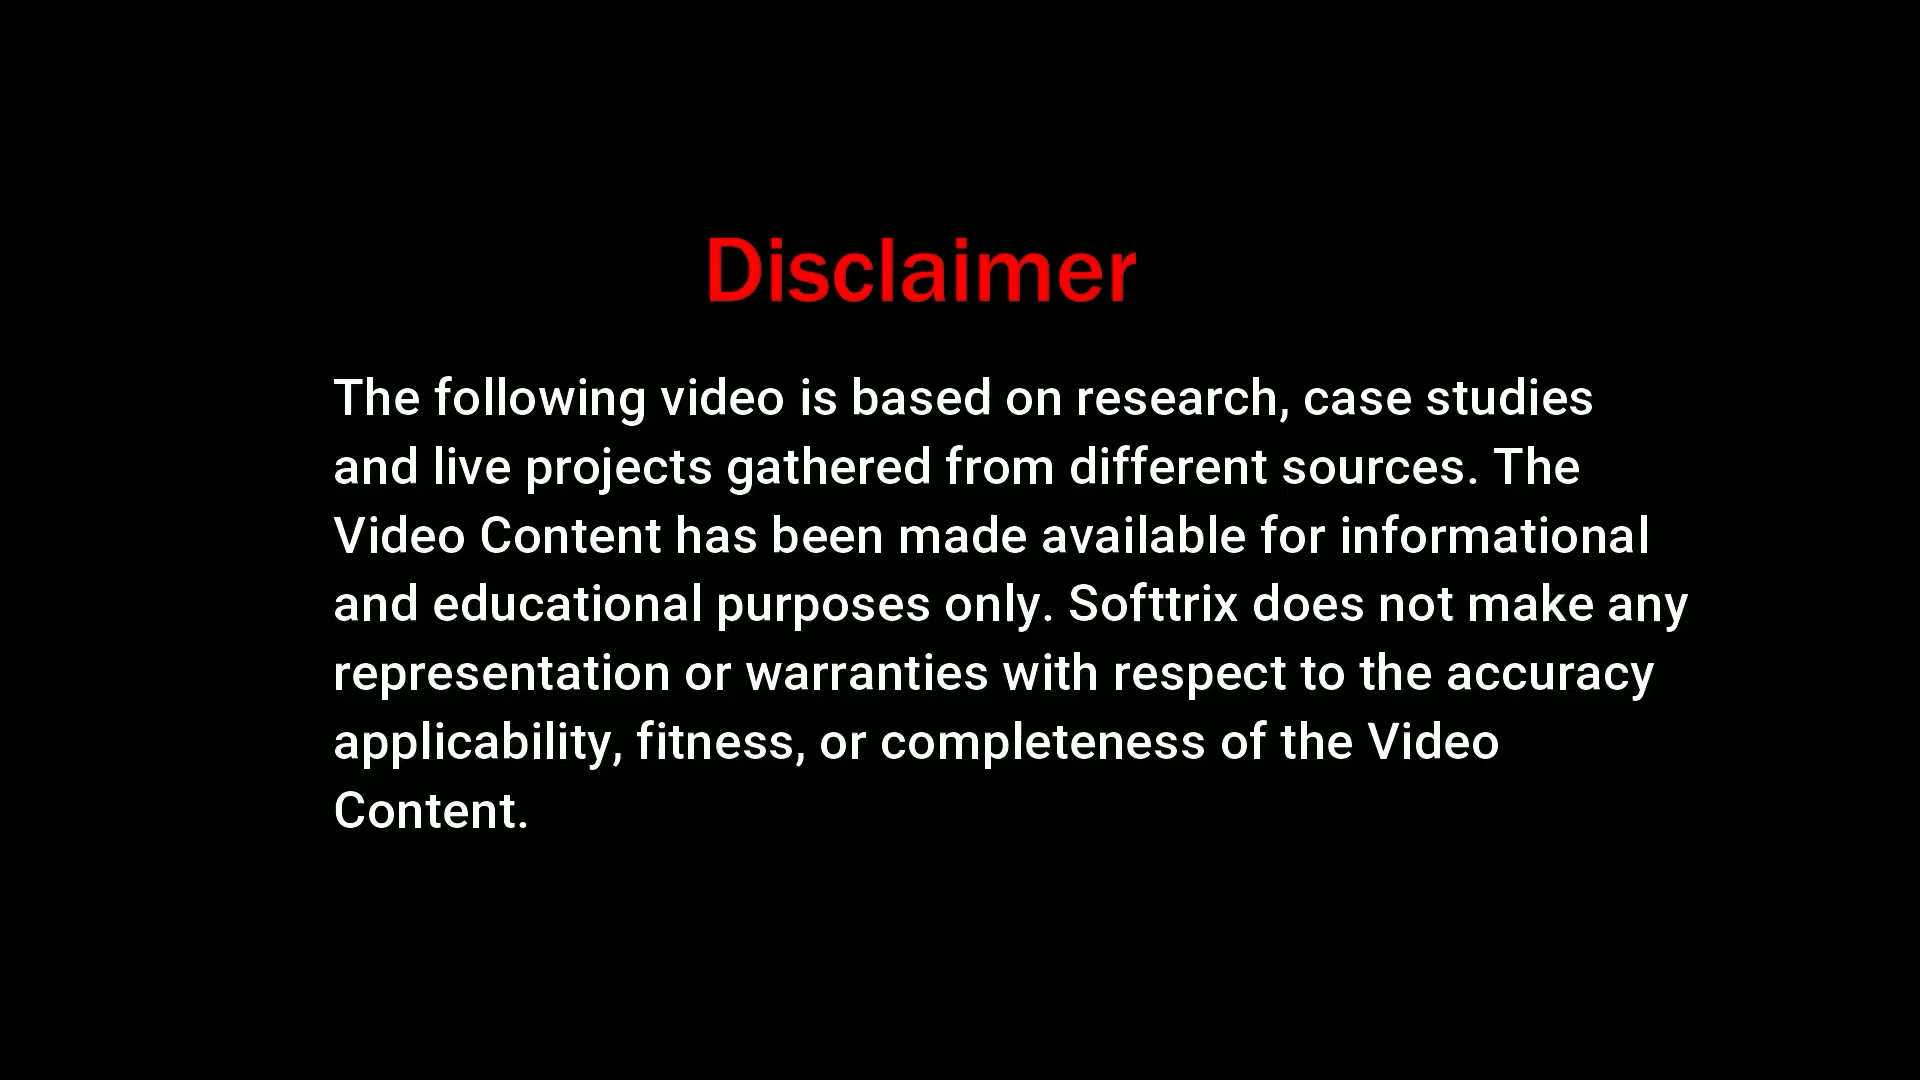 Disclaimer
The following video is based on research, case studies
and live projects gathered from different sources. The
Video Content has been made available for informational
and educational purposes only. Softtrix does not make any
representation or warranties with respect to the accuracy
applicability, fitness, or completeness of the Video
Content.